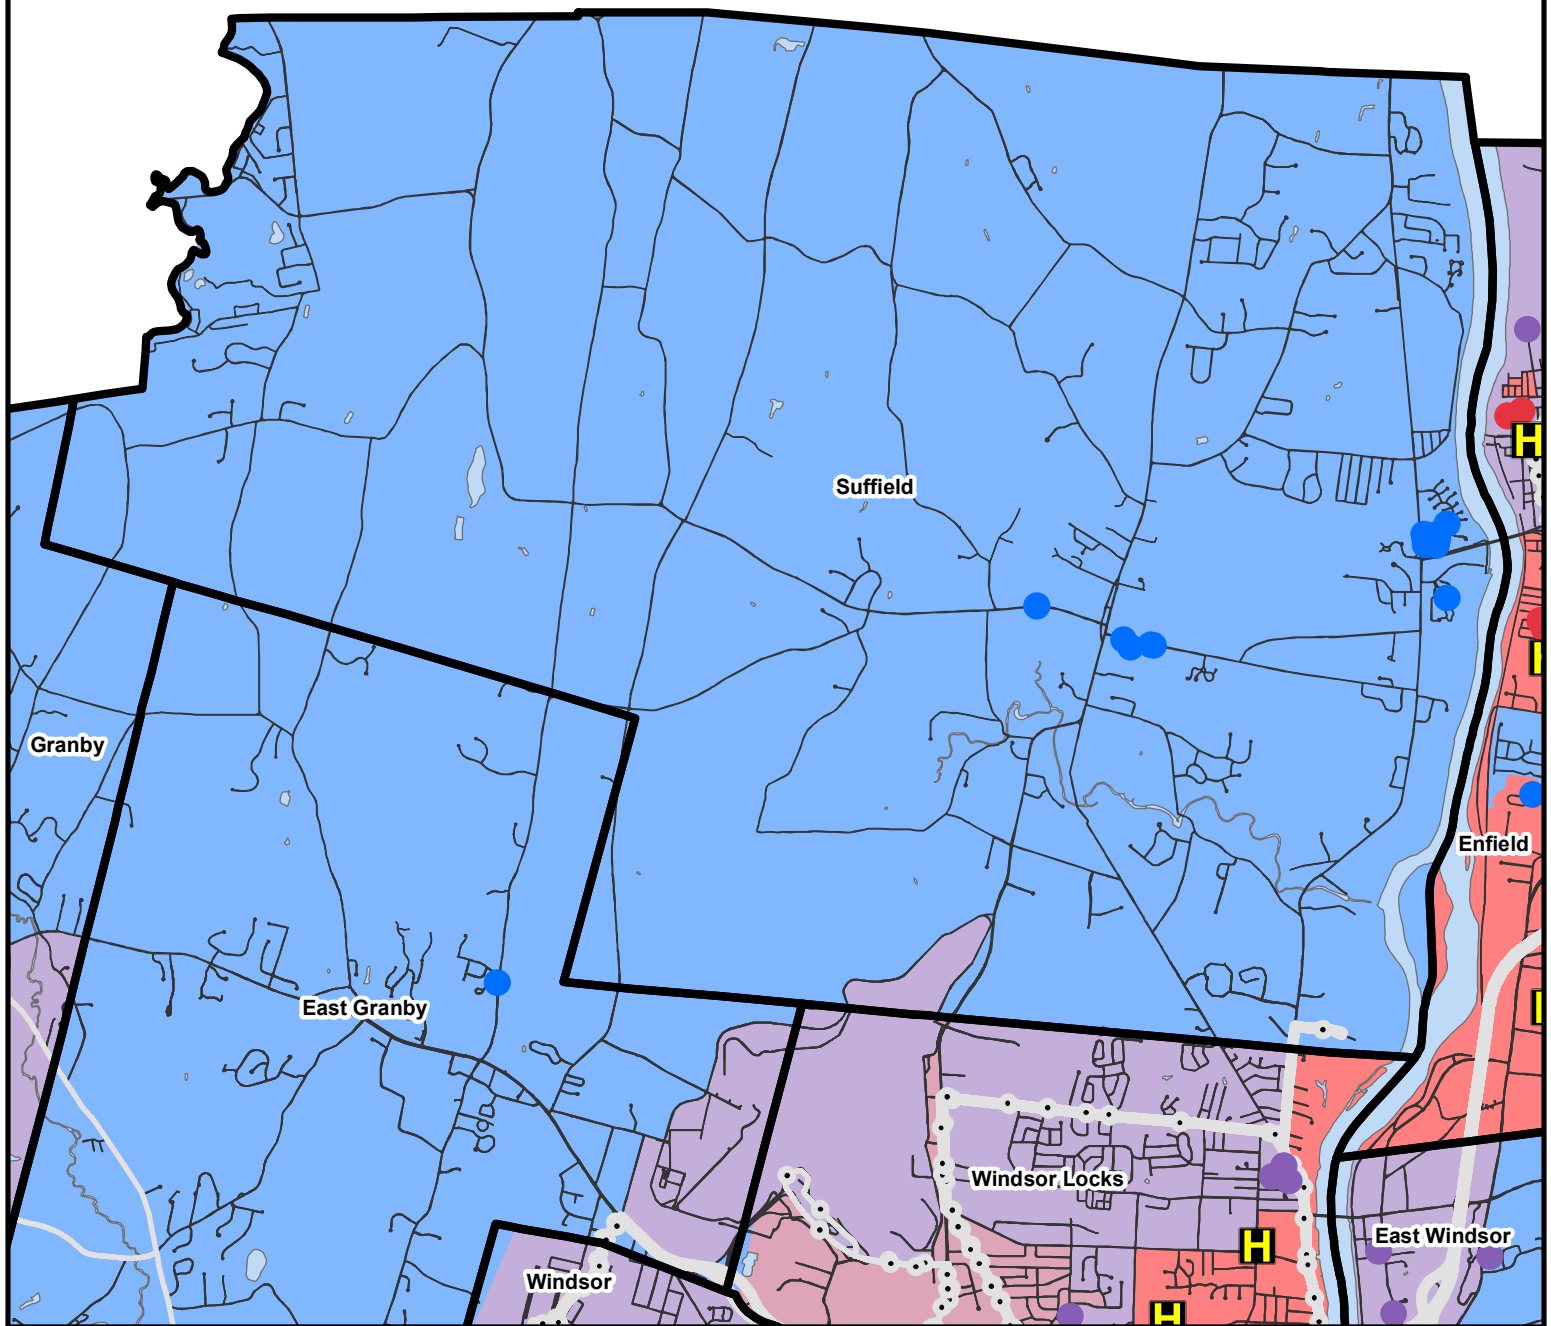 H
Suffield
H
Granby
Enfield
H
East Granby
Windsor Locks
H
East Windsor
Windsor
H